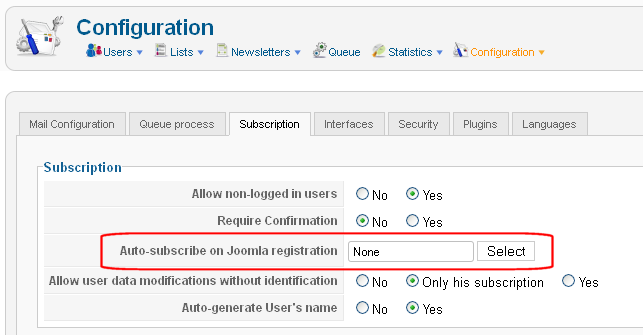 Configuration
Users Lists Newsletters Queue Statistics Configuration
Mail Configuration Queue process Subscription Interfaces Security Plugins Languages
Subscription
Allow non-logged in users No Yes
Require Confirmation No Yes
Auto-subscribe on Joomla registration None Select
Allow user data modifications without identification No Only his subscription Yes
Auto-generate User's name No Yes